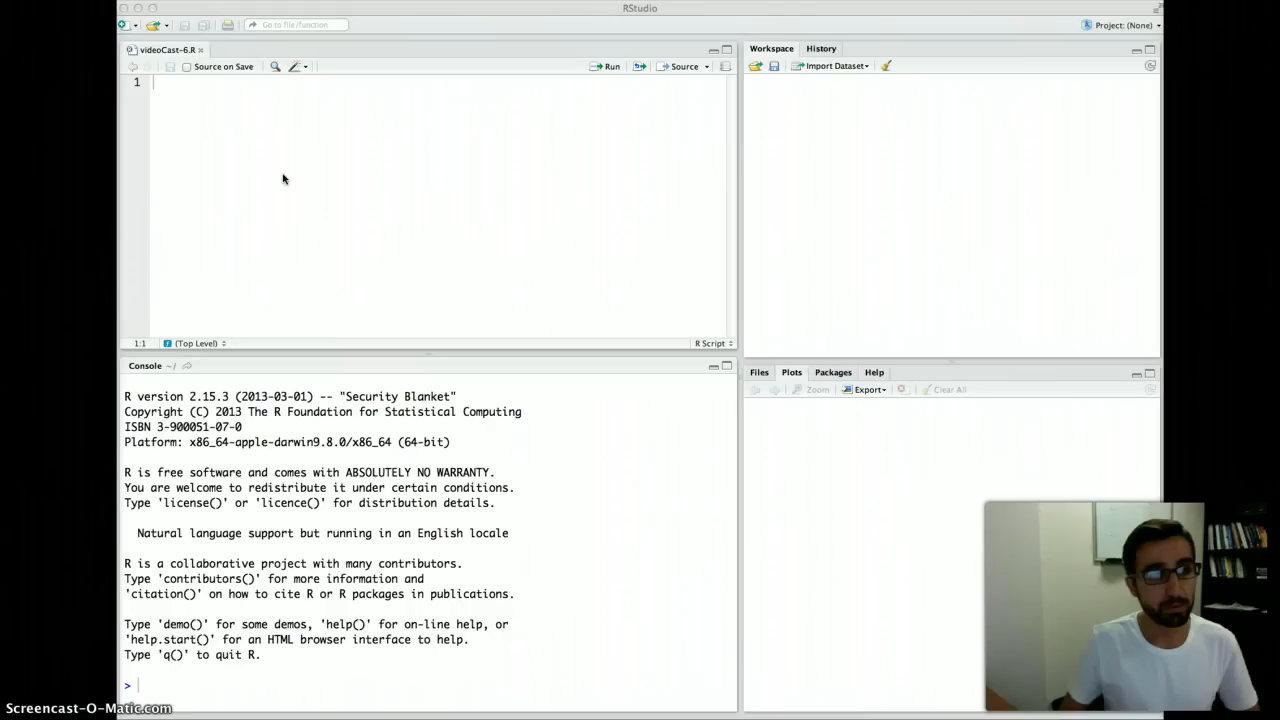 RStudio
Go to file/function
Project: (None)
videoCast-6.R
Source on Save
Run
Source
1
1:1
(Top Level)
R Script
Workspace
History
Import Dataset
Console ~/
R version 2.15.3 (2013-03-01) -- "Security Blanket"
Copyright (C) 2013 The R Foundation for Statistical Computing
ISBN 3-900051-07-0
Platform: x86_64-apple-darwin9.8.0/x86_64 (64-bit)
R is free software and comes with ABSOLUTELY NO WARRANTY.
You are welcome to redistribute it under certain conditions.
Type 'license()' or 'licence()' for distribution details.
Natural language support but running in an English locale
R is a collaborative project with many contributors.
Type 'contributors()' for more information and
'citation()' on how to cite R or R packages in publications.
Type 'demo()' for some demos, 'help()' for on-line help, or
'help.start()' for an HTML browser interface to help.
Type 'q()' to quit R.
>
Files
Plots
Packages
Help
Zoom
Export
Clear All
Screencast-O-Matic.com